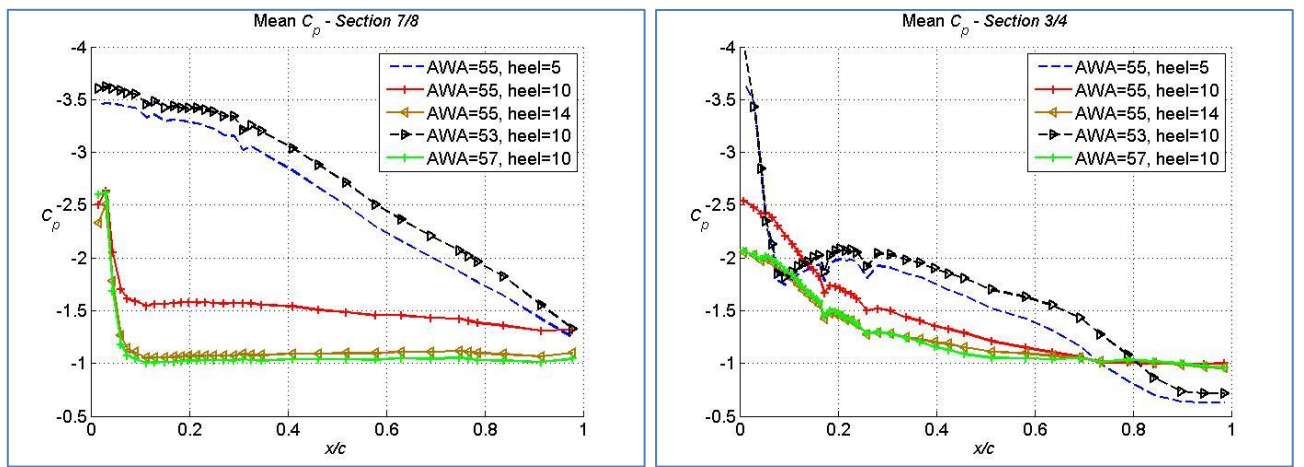 Mean Cp - Section 7/8
-4
-3.5
-3
-2.5
Cp
-2
-1.5
-1
-0.5
0
0.2
0.4
0.6
0.8
1
x/c
AWA=55, heel=5
AWA=55, heel=10
AWA=55, heel=14
AWA=53, heel=10
AWA=57, heel=10
Mean Cp - Section 3/4
-4
-3.5
-3
-2.5
Cp
-2
-1.5
-1
-0.5
0
0.2
0.4
0.6
0.8
1
x/c
AWA=55, heel=5
AWA=55, heel=10
AWA=55, heel=14
AWA=53, heel=10
AWA=57, heel=10